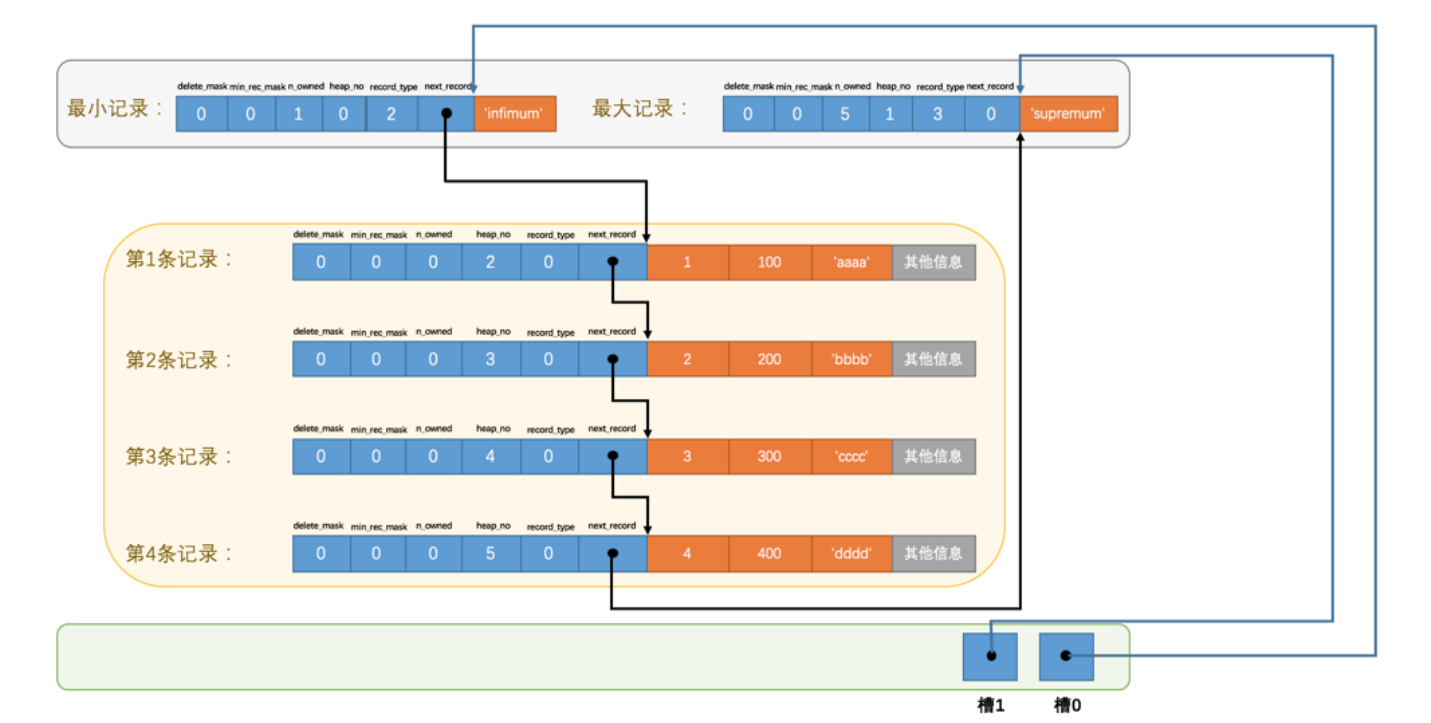 delete_mask min_rec_mask n_owned heap_no record_type next_record
最小记录： 0 0 1 0 2 'infimum'
delete_mask min_rec_mask n_owned heap_no record_type next_record
最大记录： 0 0 5 1 3 0 'supremum'
delete_mask min_rec_mask n_owned heap_no record_type next_record
第1条记录： 0 0 0 2 0 1 100 'aaaa' 其他信息
delete_mask min_rec_mask n_owned heap_no record_type next_record
第2条记录： 0 0 0 3 0 2 200 'bbbb' 其他信息
delete_mask min_rec_mask n_owned heap_no record_type next_record
第3条记录： 0 0 0 4 0 3 300 'cccc' 其他信息
delete_mask min_rec_mask n_owned heap_no record_type next_record
第4条记录： 0 0 0 5 0 4 400 'dddd' 其他信息
槽1 槽0